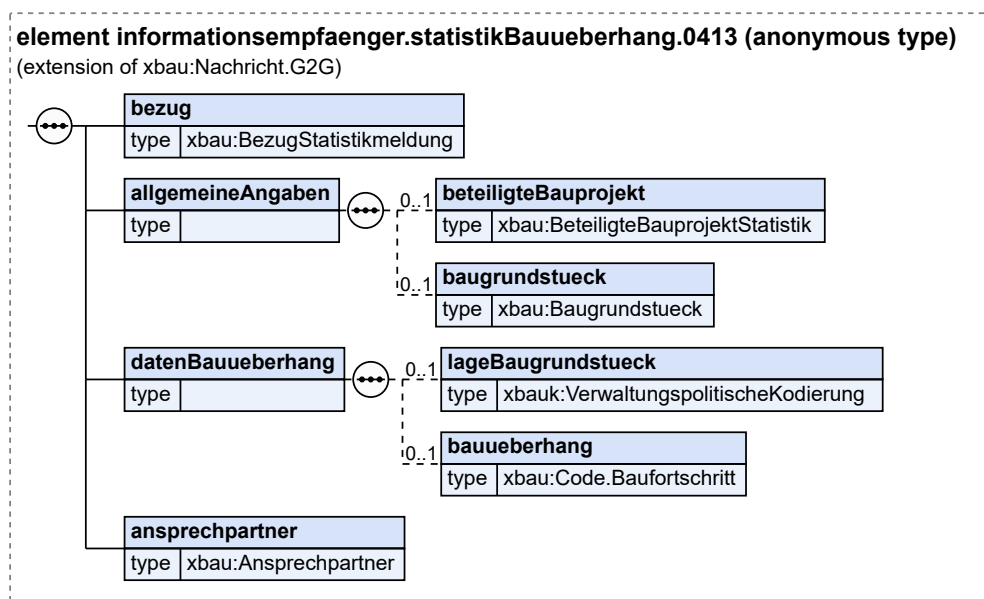 element informationsempfaenger.statistikBauueberhang.0413 (anonymous type)
(extension of xbau:Nachricht.G2G)
bezug
type xbau:BezugStatistikmeldung
allgemeineAngaben
type
0..1
beteiligteBauprojekt
type xbau:BeteiligteBauprojektStatistik
0..1
baugrundstueck
type xbau:Baugrundstueck
datenBauueberhang
type
0..1
lageBaugrundstueck
type xbauk:VerwaltungspolitischeKodierung
0..1
bauueberhang
type xbau:Code.Baufortschritt
ansprechpartner
type xbau:Ansprechpartner